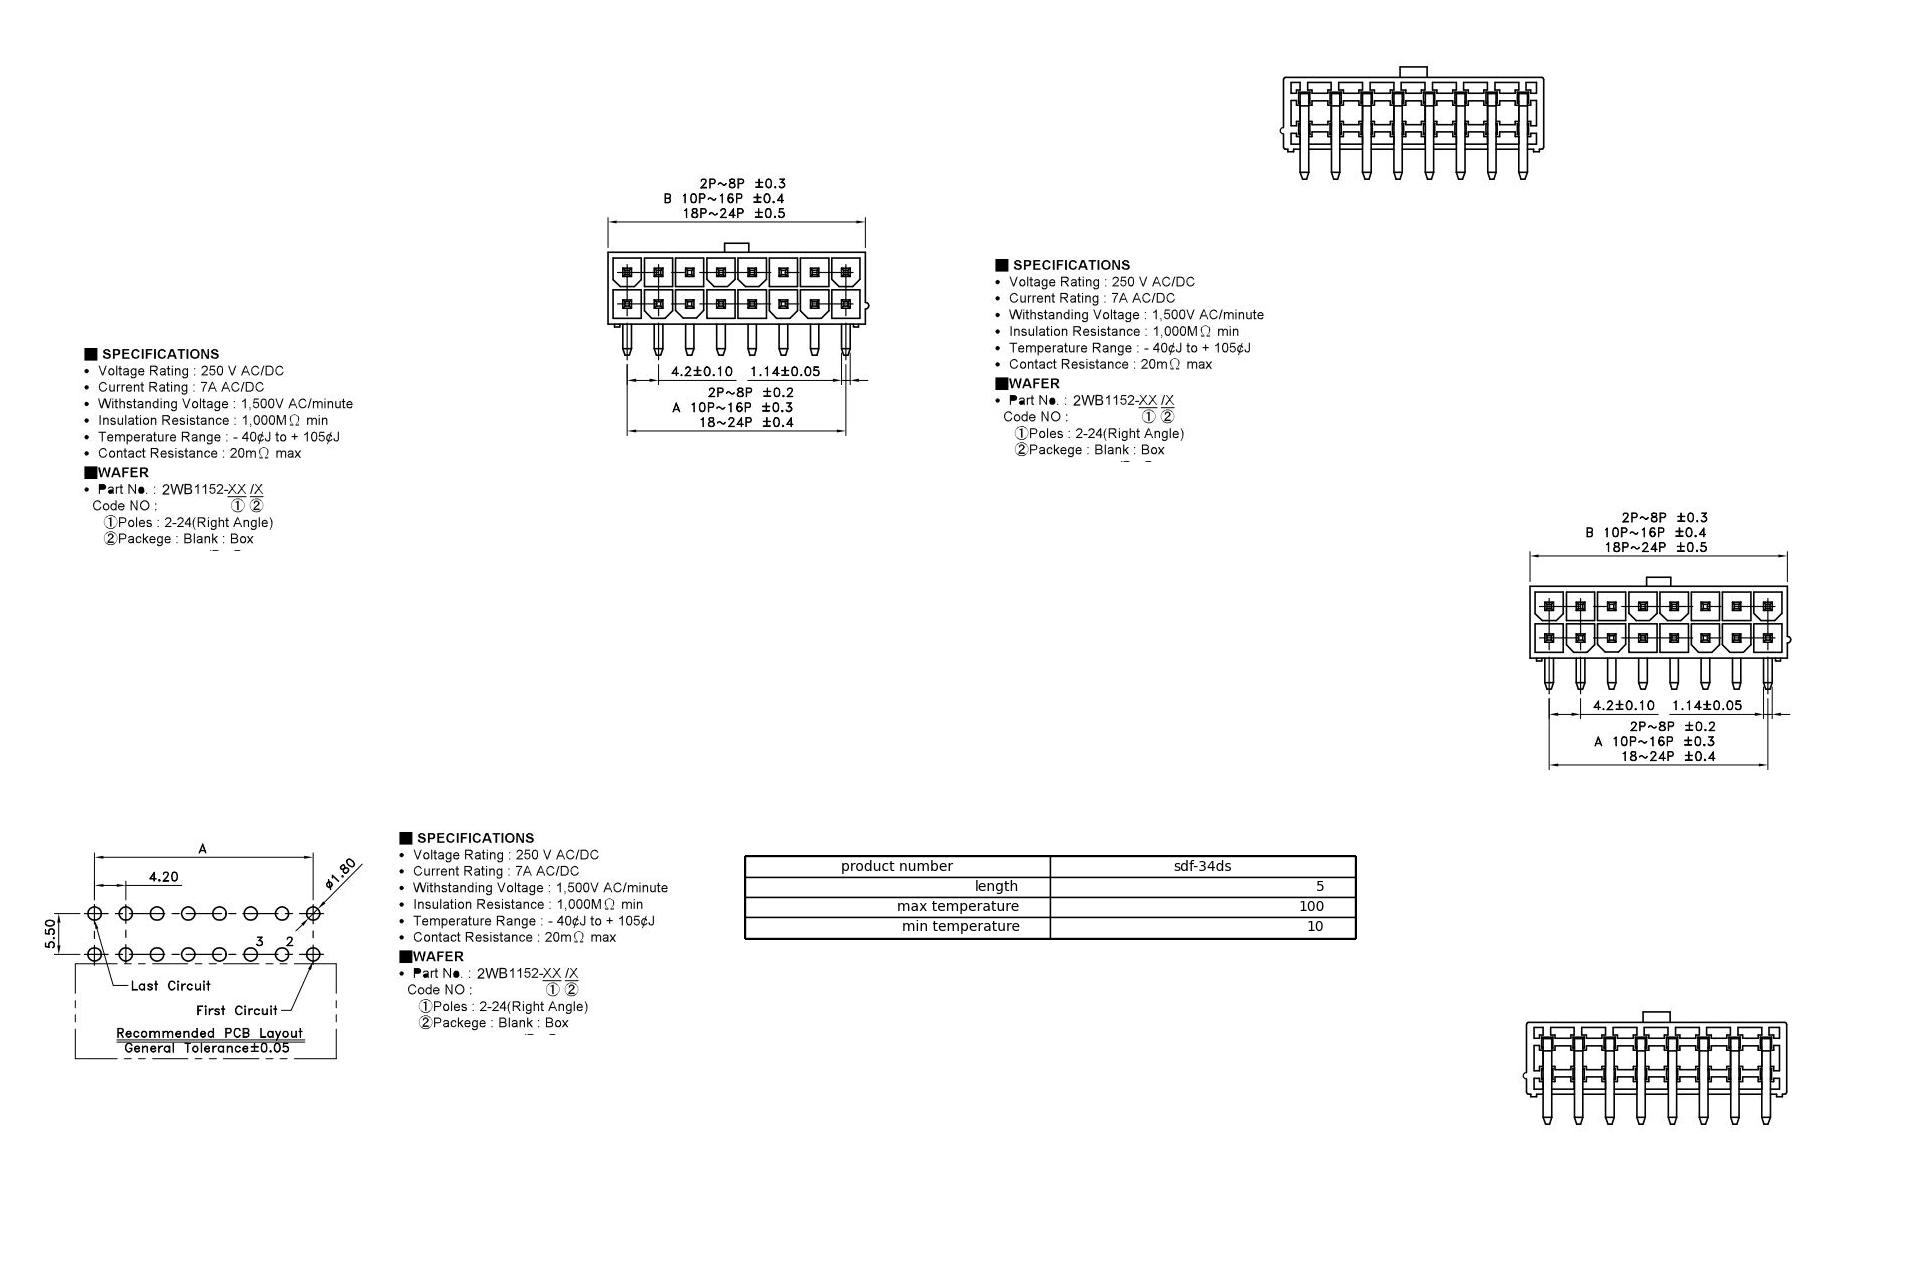 2P~8P ±0.3
B 10P~16P ±0.4
18P~24P ±0.5
4.2±0.10 1.14±0.05
2P~8P ±0.2
A 10P~16P ±0.3
18~24P ±0.4
■ SPECIFICATIONS
• Voltage Rating : 250 V AC/DC
• Current Rating : 7A AC/DC
• Withstanding Voltage : 1,500V AC/minute
• Insulation Resistance : 1,000MΩ min
• Temperature Range : - 40¢J to + 105¢J
• Contact Resistance : 20mΩ max
■WAFER
• Part No. : 2WB1152-XX /X
Code NO : ① ②
①Poles : 2-24(Right Angle)
②Packege : Blank : Box
■ SPECIFICATIONS
• Voltage Rating : 250 V AC/DC
• Current Rating : 7A AC/DC
• Withstanding Voltage : 1,500V AC/minute
• Insulation Resistance : 1,000MΩ min
• Temperature Range : - 40¢J to + 105¢J
• Contact Resistance : 20mΩ max
■WAFER
• Part No. : 2WB1152-XX /X
Code NO : ① ②
①Poles : 2-24(Right Angle)
②Packege : Blank : Box
2P~8P ±0.3
B 10P~16P ±0.4
18P~24P ±0.5
4.2±0.10 1.14±0.05
2P~8P ±0.2
A 10P~16P ±0.3
18~24P ±0.4
A
4.20
ø1.80
5.50
3 2
Last Circuit
First Circuit
Recommended PCB Layout
General Tolerance±0.05
■ SPECIFICATIONS
• Voltage Rating : 250 V AC/DC
• Current Rating : 7A AC/DC
• Withstanding Voltage : 1,500V AC/minute
• Insulation Resistance : 1,000MΩ min
• Temperature Range : - 40¢J to + 105¢J
• Contact Resistance : 20mΩ max
■WAFER
• Part No. : 2WB1152-XX /X
Code NO : ① ②
①Poles : 2-24(Right Angle)
②Packege : Blank : Box
product number sdf-34ds
length 5
max temperature 100
min temperature 10